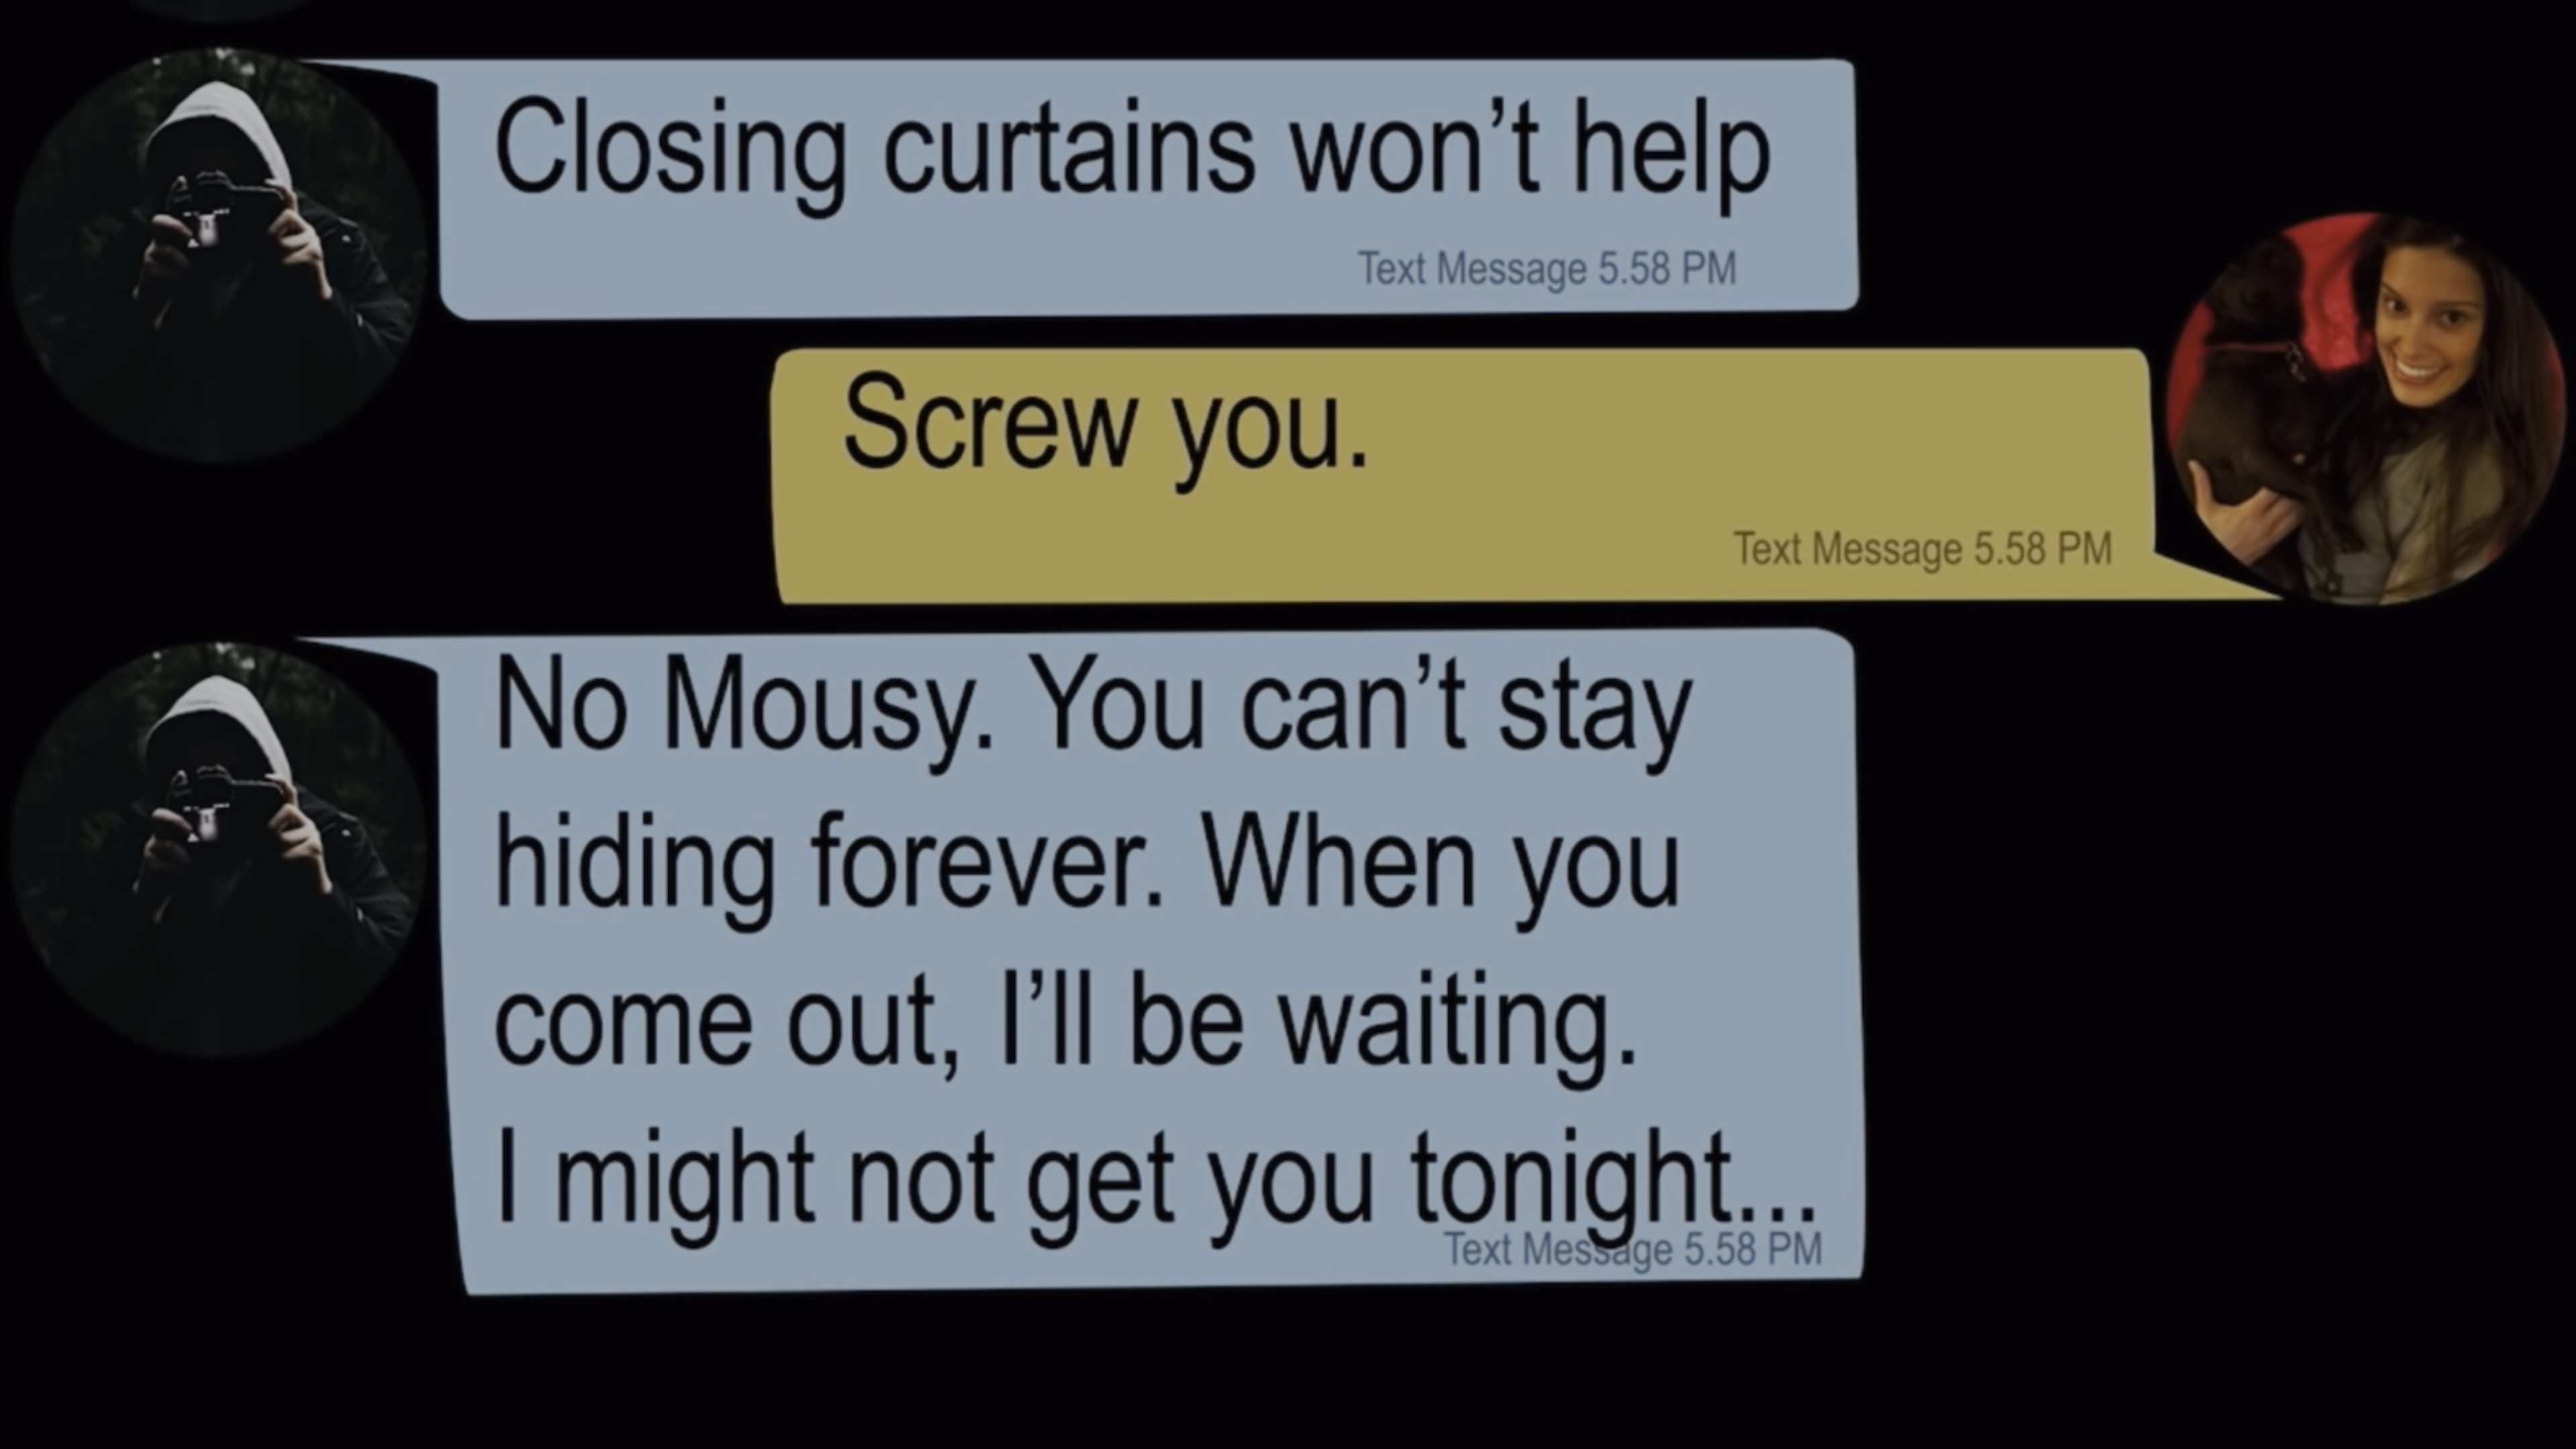 Closing curtains won’t help
Text Message 5.58 PM
Screw you.
Text Message 5.58 PM
No Mousy. You can’t stay
hiding forever. When you
come out, I’ll be waiting.
I might not get you tonight...
Text Message 5.58 PM